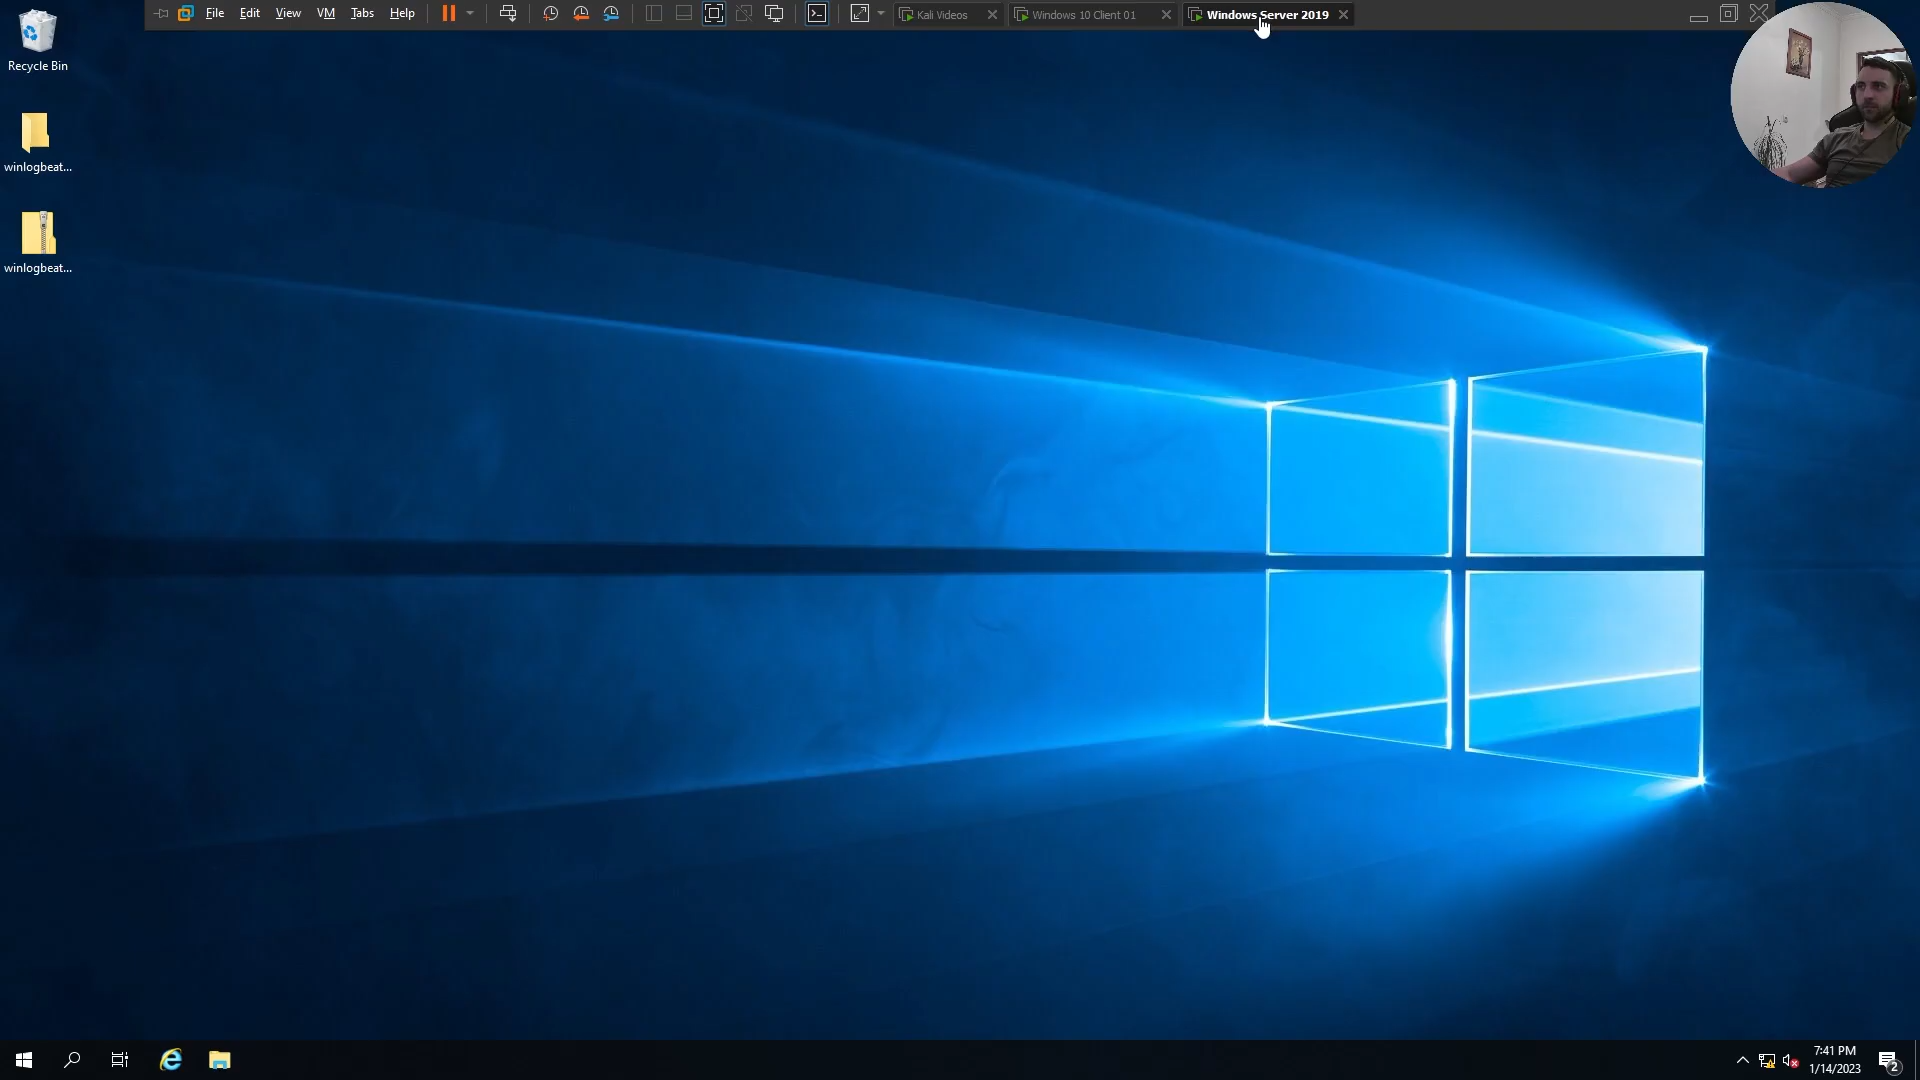 File Edit View VM Tabs Help Kali Videos Windows 10 Client 01 Windows Server 2019
Recycle Bin
winlogbeat...
winlogbeat...
7:41 PM
1/14/2023
2